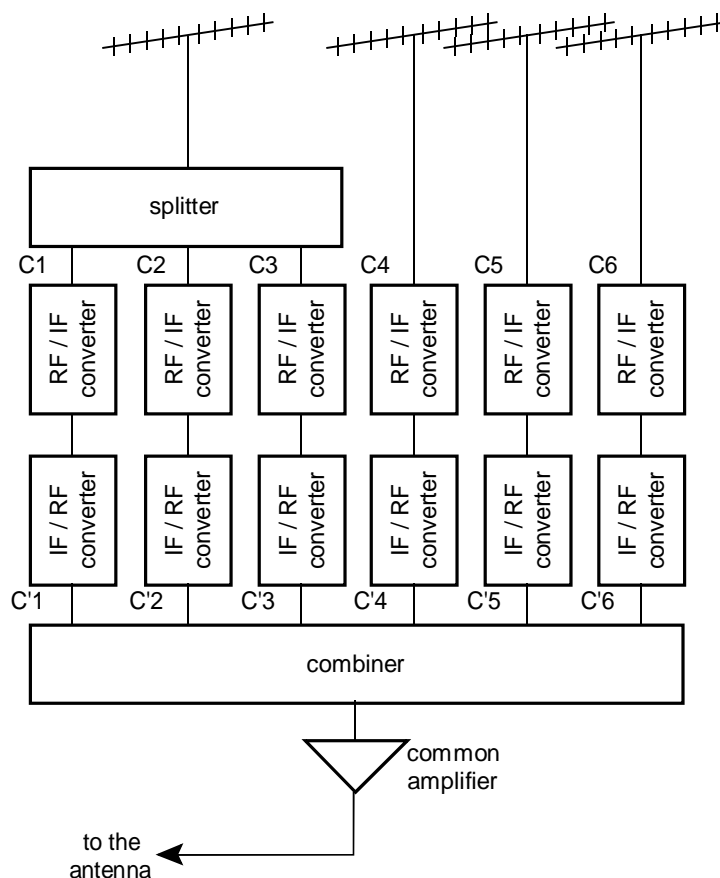 splitter
C1
C2
C3
C4
C5
C6
RF / IF
converter
RF / IF
converter
RF / IF
converter
RF / IF
converter
RF / IF
converter
RF / IF
converter
IF / RF
converter
IF / RF
converter
IF / RF
converter
IF / RF
converter
IF / RF
converter
IF / RF
converter
C'1
C'2
C'3
C'4
C'5
C'6
combiner
common
amplifier
to the
antenna